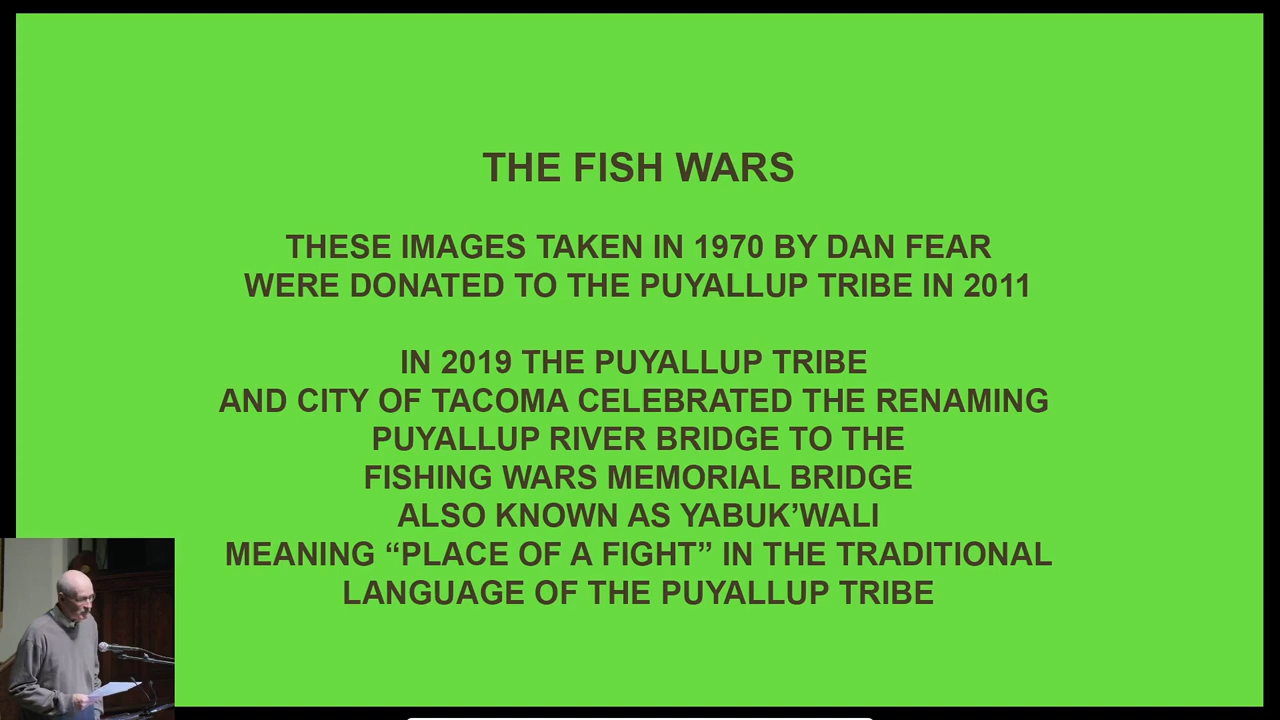 THE FISH WARS
THESE IMAGES TAKEN IN 1970 BY DAN FEAR
WERE DONATED TO THE PUYALLUP TRIBE IN 2011
IN 2019 THE PUYALLUP TRIBE
AND CITY OF TACOMA CELEBRATED THE RENAMING
PUYALLUP RIVER BRIDGE TO THE
FISHING WARS MEMORIAL BRIDGE
ALSO KNOWN AS YABUK’WALI
MEANING “PLACE OF A FIGHT” IN THE TRADITIONAL
LANGUAGE OF THE PUYALLUP TRIBE